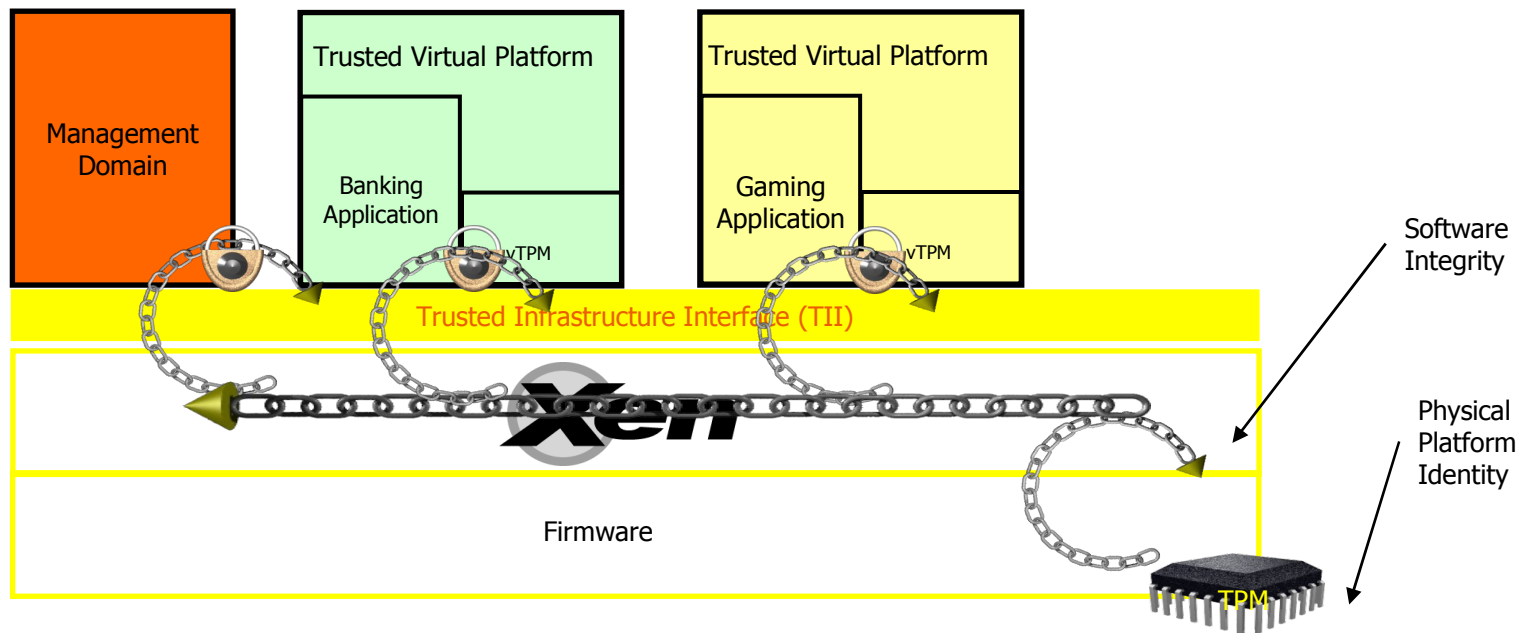 Management
Domain
Trusted Virtual Platform
Banking
Application
vTPM
Trusted Virtual Platform
Gaming
Application
vTPM
Software
Integrity
Trusted Infrastructure Interface (TII)
Xen
Physical
Platform
Identity
Firmware
TPM